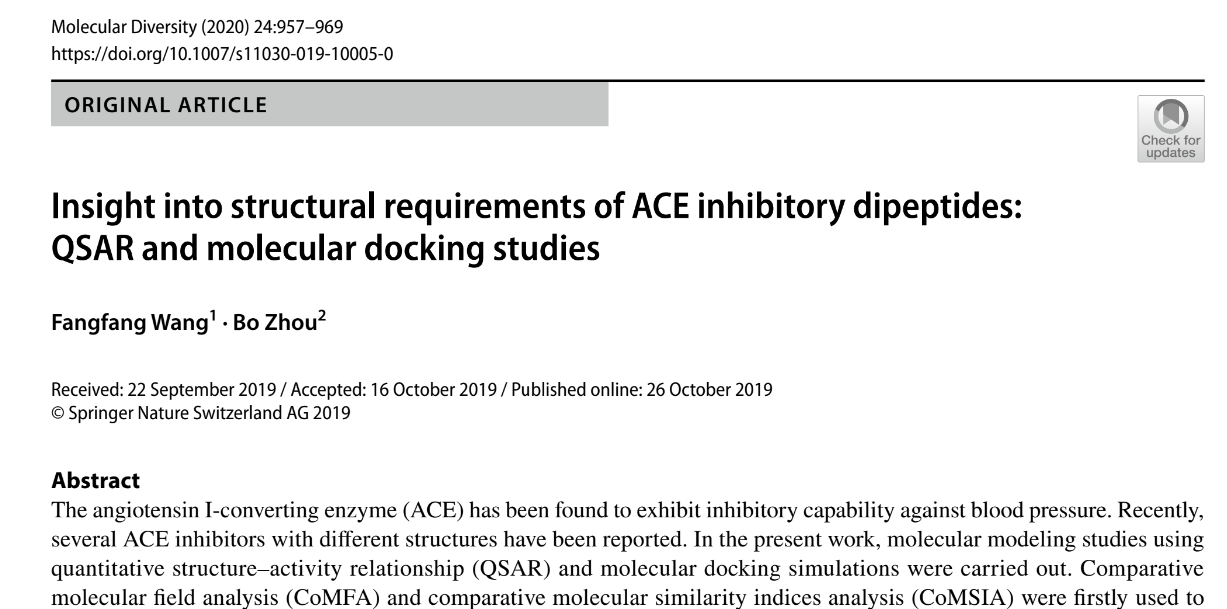 Molecular Diversity (2020) 24:957–969
https://doi.org/10.1007/s11030-019-10005-0
ORIGINAL ARTICLE
Check for
updates
Insight into structural requirements of ACE inhibitory dipeptides:
QSAR and molecular docking studies
Fangfang Wang1 · Bo Zhou2
Received: 22 September 2019 / Accepted: 16 October 2019 / Published online: 26 October 2019
© Springer Nature Switzerland AG 2019
Abstract
The angiotensin I-converting enzyme (ACE) has been found to exhibit inhibitory capability against blood pressure. Recently,
several ACE inhibitors with different structures have been reported. In the present work, molecular modeling studies using
quantitative structure–activity relationship (QSAR) and molecular docking simulations were carried out. Comparative
molecular field analysis (CoMFA) and comparative molecular similarity indices analysis (CoMSIA) were firstly used to